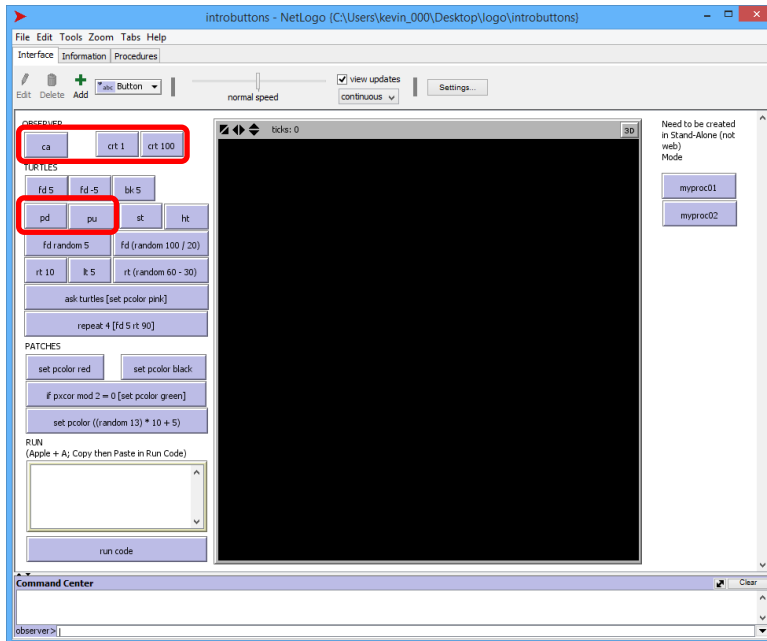 introbuttons - NetLogo {C:\Users\kevin_000\Desktop\logo\introbuttons}
File Edit Tools Zoom Tabs Help
Interface Information Procedures
Edit Delete Add abc Button normal speed view updates continuous Settings...
ticks: 0 3D
OBSERVER
ca crt 1 crt 100
TURTLES
fd 5 fd -5 bk 5
pd pu st ht
fd random 5 fd (random 100 / 20)
rt 10 lt 5 rt (random 60 - 30)
ask turtles [set pcolor pink]
repeat 4 [fd 5 rt 90]
PATCHES
set pcolor red set pcolor black
if pxcor mod 2 = 0 [set pcolor green]
set pcolor ((random 13) * 10 + 5)
RUN
(Apple + A; Copy then Paste in Run Code)
run code
Need to be created
in Stand-Alone (not
web)
Mode
myproc01
myproc02
Command Center Clear
observer>